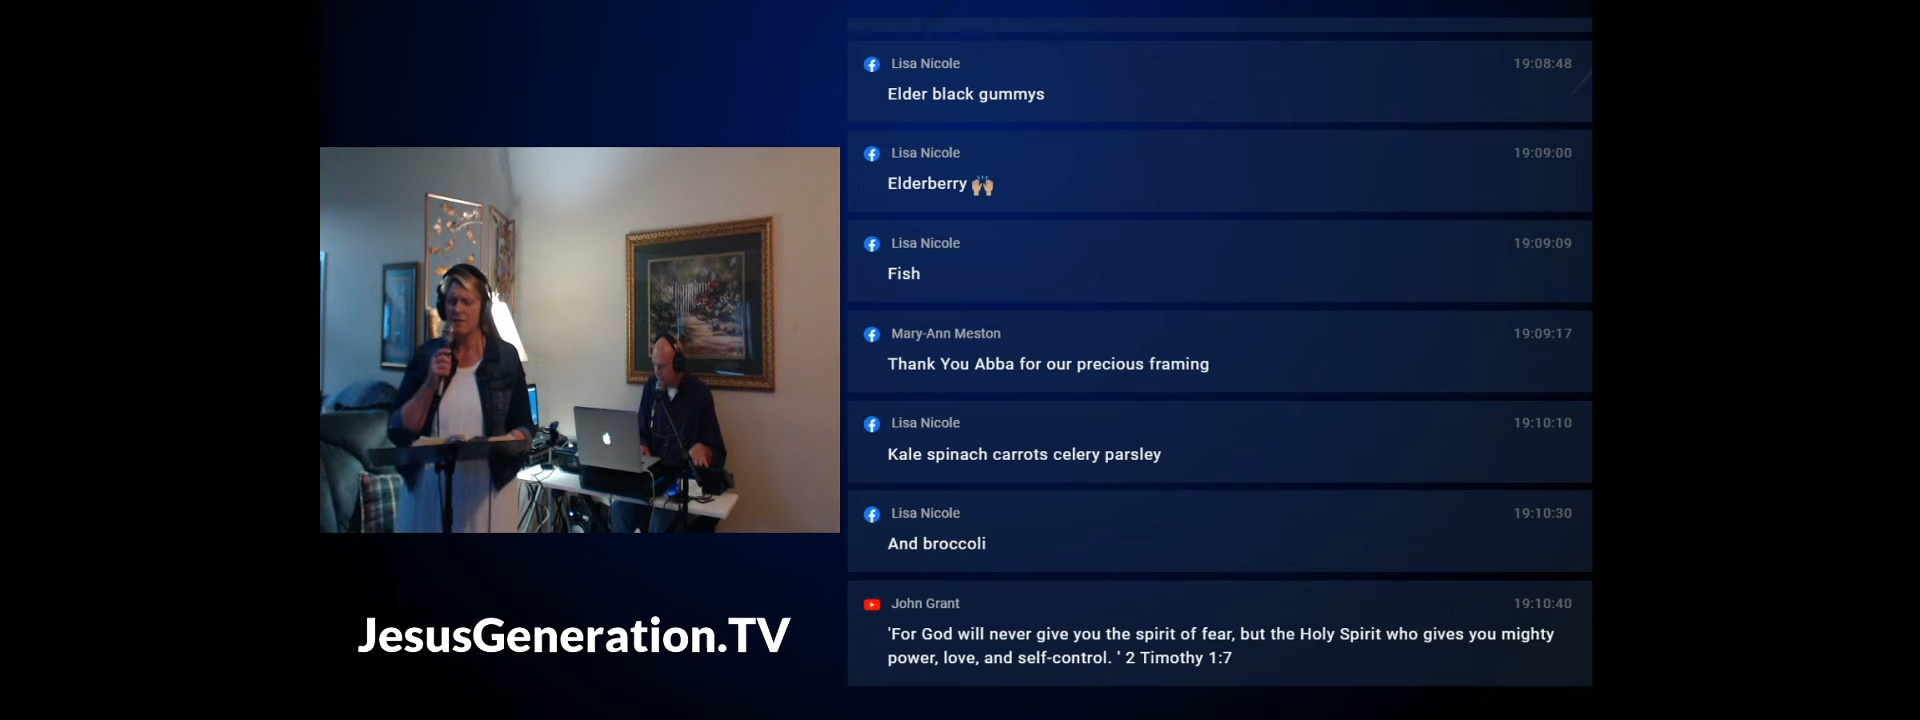 Lisa Nicole 19:08:48
Elder black gummys
Lisa Nicole 19:09:00
Elderberry 🙌🏼
Lisa Nicole 19:09:09
Fish
Mary-Ann Meston 19:09:17
Thank You Abba for our precious framing
Lisa Nicole 19:10:10
Kale spinach carrots celery parsley
Lisa Nicole 19:10:30
And broccoli
John Grant 19:10:40
'For God will never give you the spirit of fear, but the Holy Spirit who gives you mighty
power, love, and self-control. ' 2 Timothy 1:7
JesusGeneration.TV